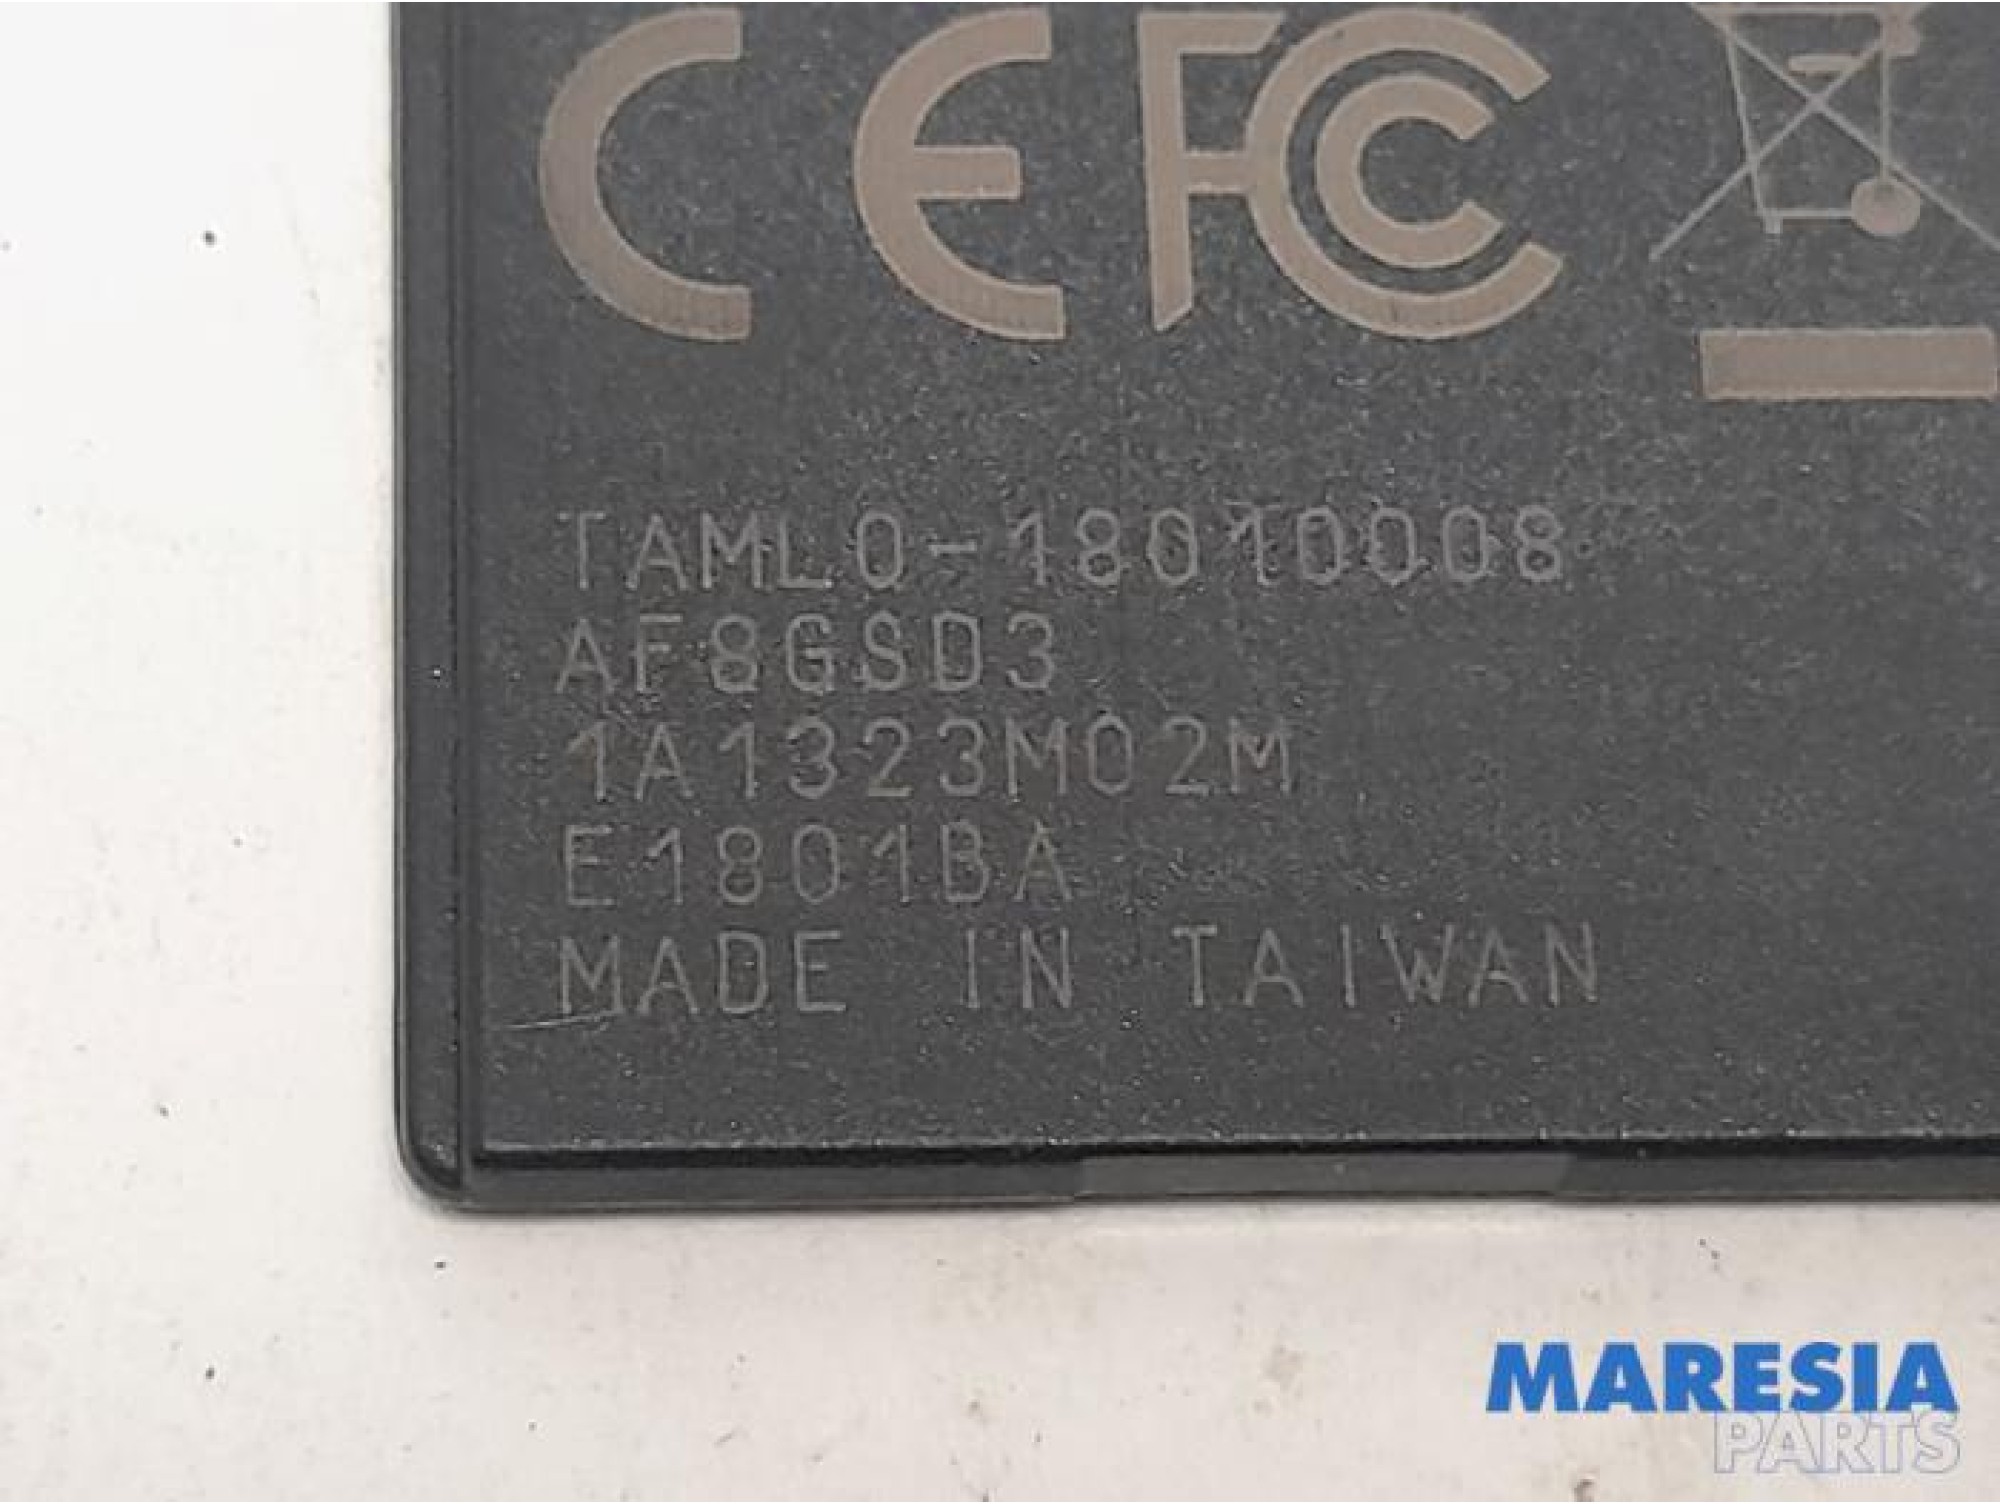 CE FC
TAML0-18010008
AF8GSD3
1A1323M02M
E1801BA
MADE IN TAIWAN
MARESIA
PARTS